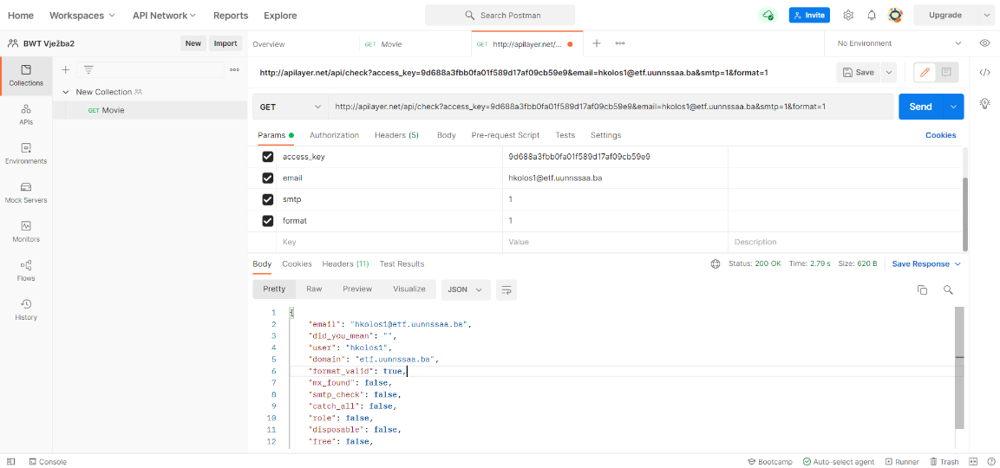 Home Workspaces API Network Reports Explore Search Postman Invite Upgrade
BWT Vježba2 New Import Overview GET Movie GET http://apilayer.net/... No Environment
Collections
APIs
Environments
Mock Servers
Monitors
Flows
History
New Collection
GET Movie
http://apilayer.net/api/check?access_key=9d688a3fbb0fa01f589d17af09cb59e9&email=hkolos1@etf.uunnssaa.ba&smtp=1&format=1 Save
GET http://apilayer.net/api/check?access_key=9d688a3fbb0fa01f589d17af09cb59e9&email=hkolos1@etf.uunnssaa.ba&smtp=1&format=1 Send
Params Authorization Headers (5) Body Pre-request Script Tests Settings Cookies
access_key 9d688a3fbb0fa01f589d17af09cb59e9
email hkolos1@etf.uunnssaa.ba
smtp 1
format 1
Key Value Description
Body Cookies Headers (11) Test Results Status: 200 OK Time: 2.79 s Size: 620 B Save Response
Pretty Raw Preview Visualize JSON
1 {
2 "email": "hkolos1@etf.uunnssaa.ba",
3 "did_you_mean": "",
4 "user": "hkolos1",
5 "domain": "etf.uunnssaa.ba",
6 "format_valid": true,
7 "mx_found": false,
8 "smtp_check": false,
9 "catch_all": false,
10 "role": false,
11 "disposable": false,
12 "free": false,
Console Bootcamp Auto-select agent Runner Trash